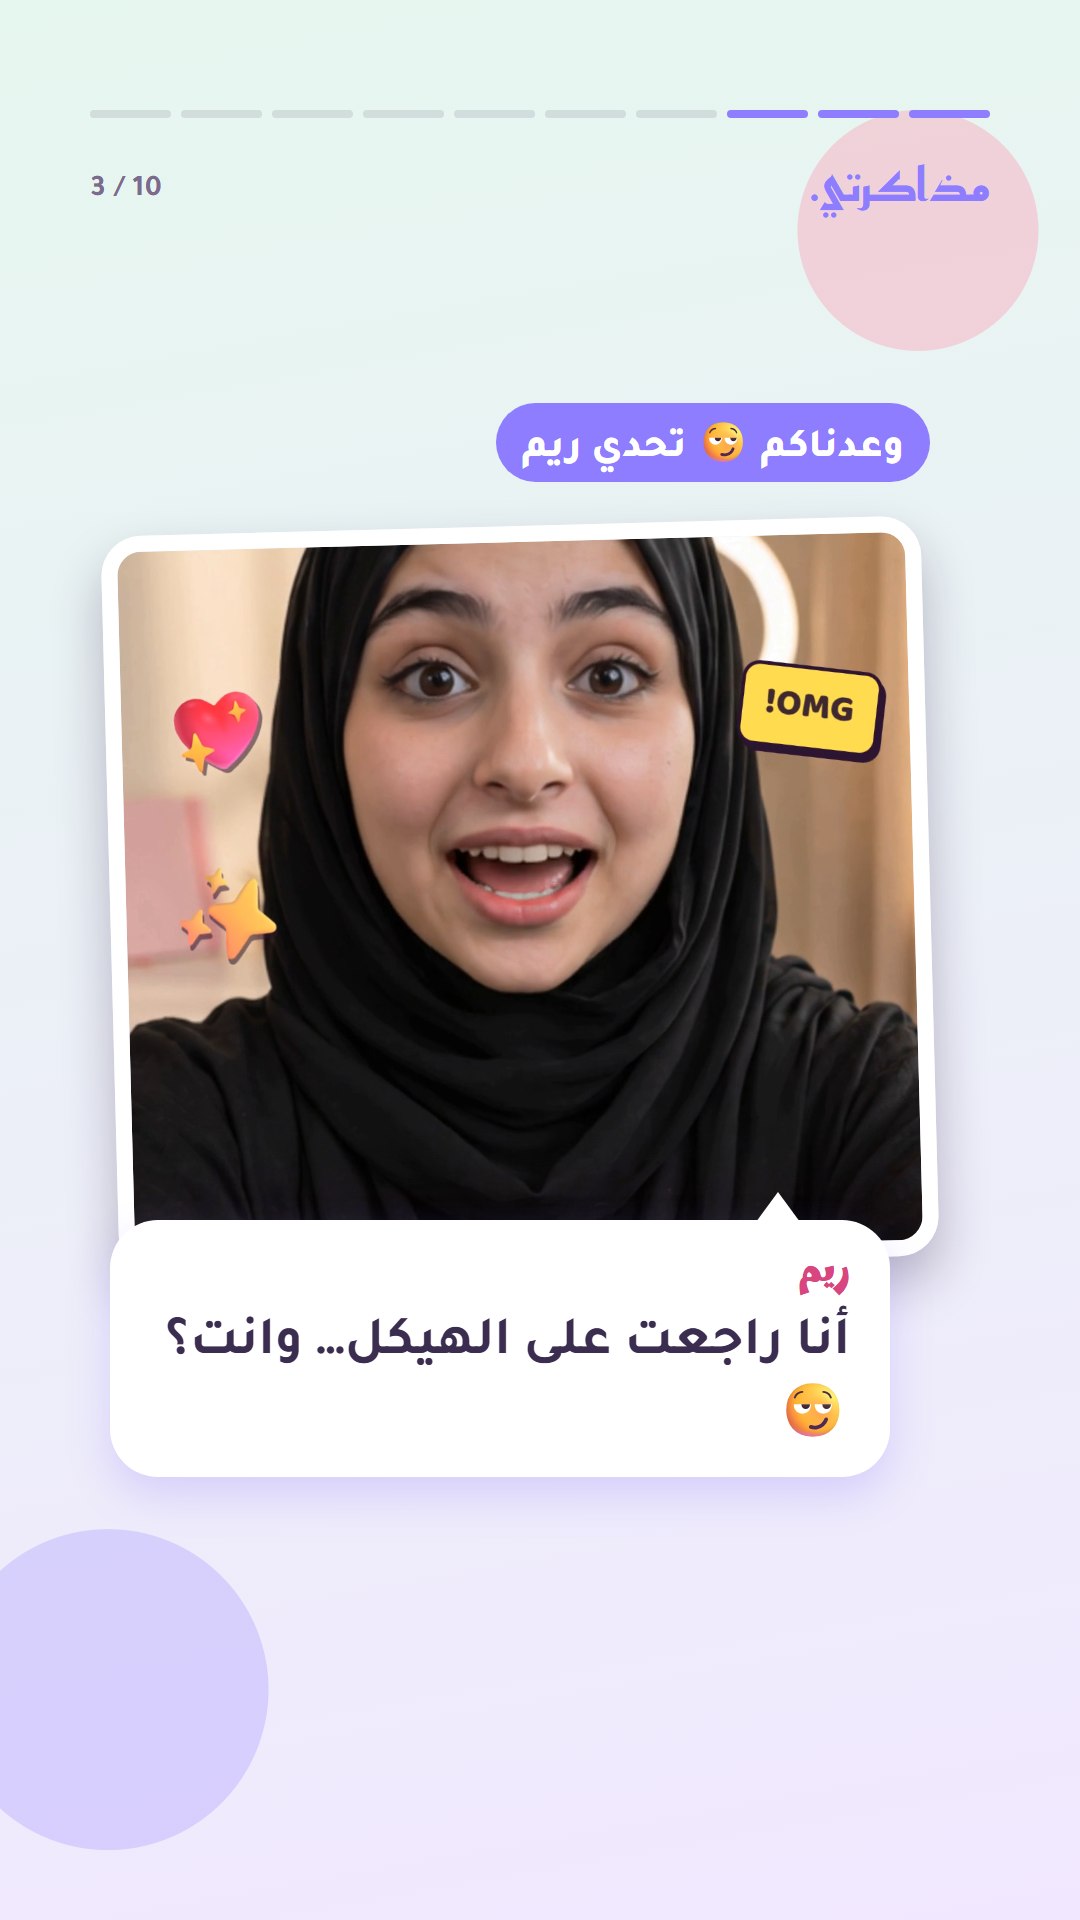 مذاكرتي.
3 / 10
وعدناكم 😏 تحدي ريم
OMG!
ريم
أنا راجعت على الهيكل... وانت؟
😏